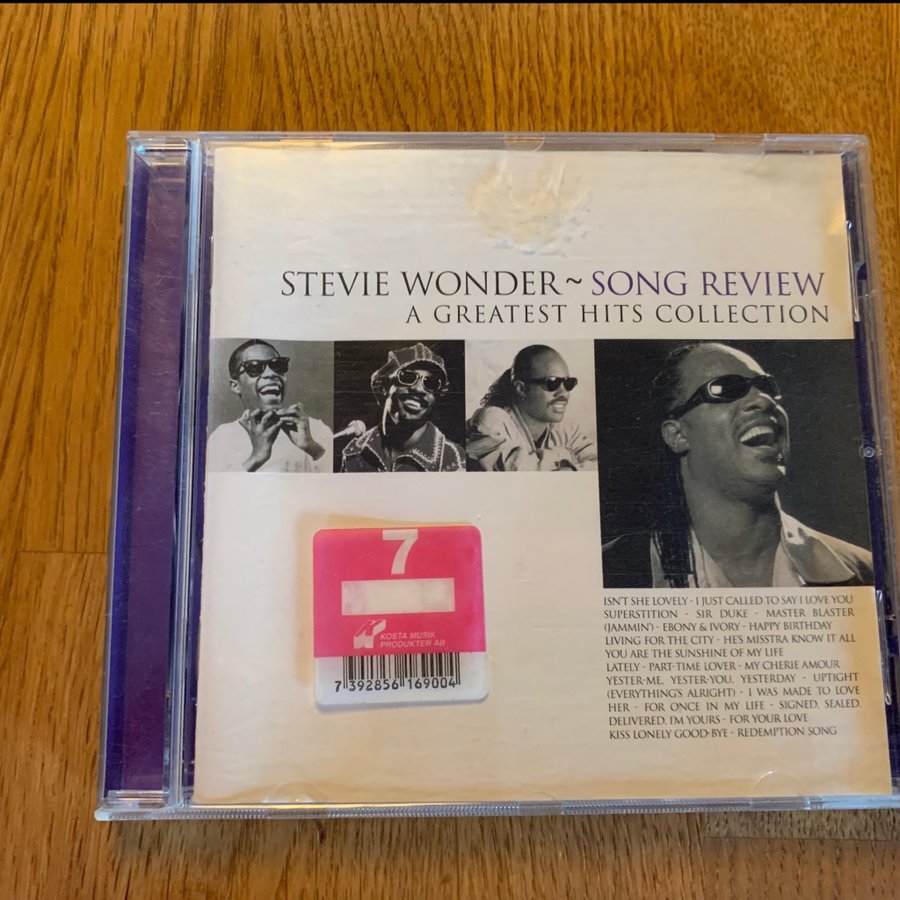 STEVIE WONDER~SONG REVIEW
A GREATEST HITS COLLECTION
7
KOSTA MUSIK
PRODUKTER AB
7 392856 169004
ISN'T SHE LOVELY - I JUST CALLED TO SAY I LOVE YOU
SUPERSTITION - SIR DUKE - MASTER BLASTER
(JAMMIN') - EBONY & IVORY - HAPPY BIRTHDAY
LIVING FOR THE CITY - HE'S MISSTRA KNOW IT ALL
YOU ARE THE SUNSHINE OF MY LIFE
LATELY - PART-TIME LOVER - MY CHERIE AMOUR
YESTER-ME, YESTER-YOU, YESTERDAY - UPTIGHT
(EVERYTHING'S ALRIGHT) - I WAS MADE TO LOVE
HER - FOR ONCE IN MY LIFE - SIGNED, SEALED,
DELIVERED, I'M YOURS - FOR YOUR LOVE
KISS LONELY GOOD-BYE - REDEMPTION SONG